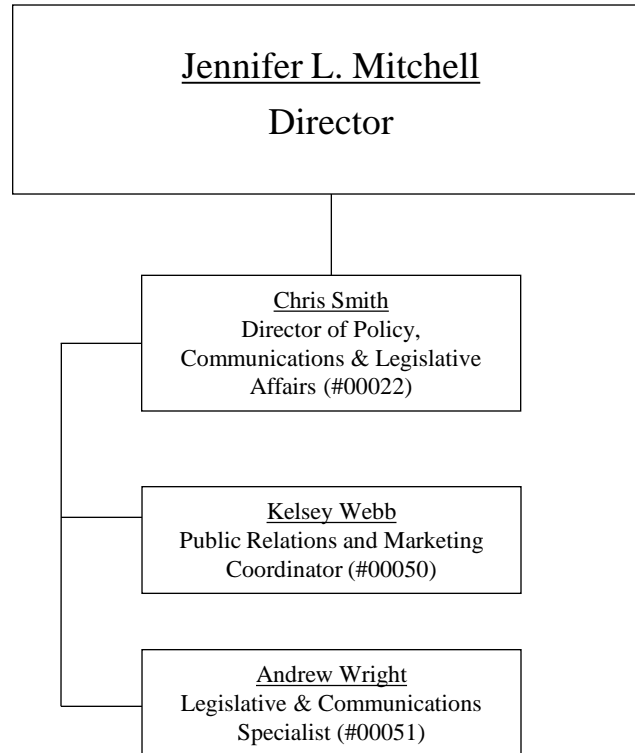 Jennifer L. Mitchell
Director
Chris Smith
Director of Policy,
Communications & Legislative
Affairs (#00022)
Kelsey Webb
Public Relations and Marketing
Coordinator (#00050)
Andrew Wright
Legislative & Communications
Specialist (#00051)